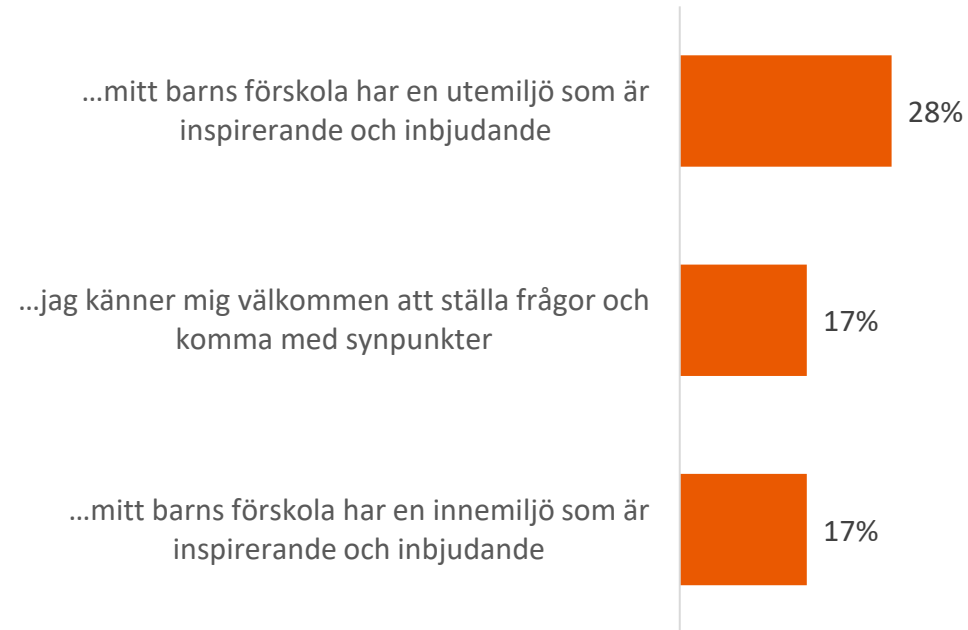 …mitt barns förskola har en utemiljö som är
inspirerande och inbjudande
28%
…jag känner mig välkommen att ställa frågor och
komma med synpunkter
17%
…mitt barns förskola har en innemiljö som är
inspirerande och inbjudande
17%